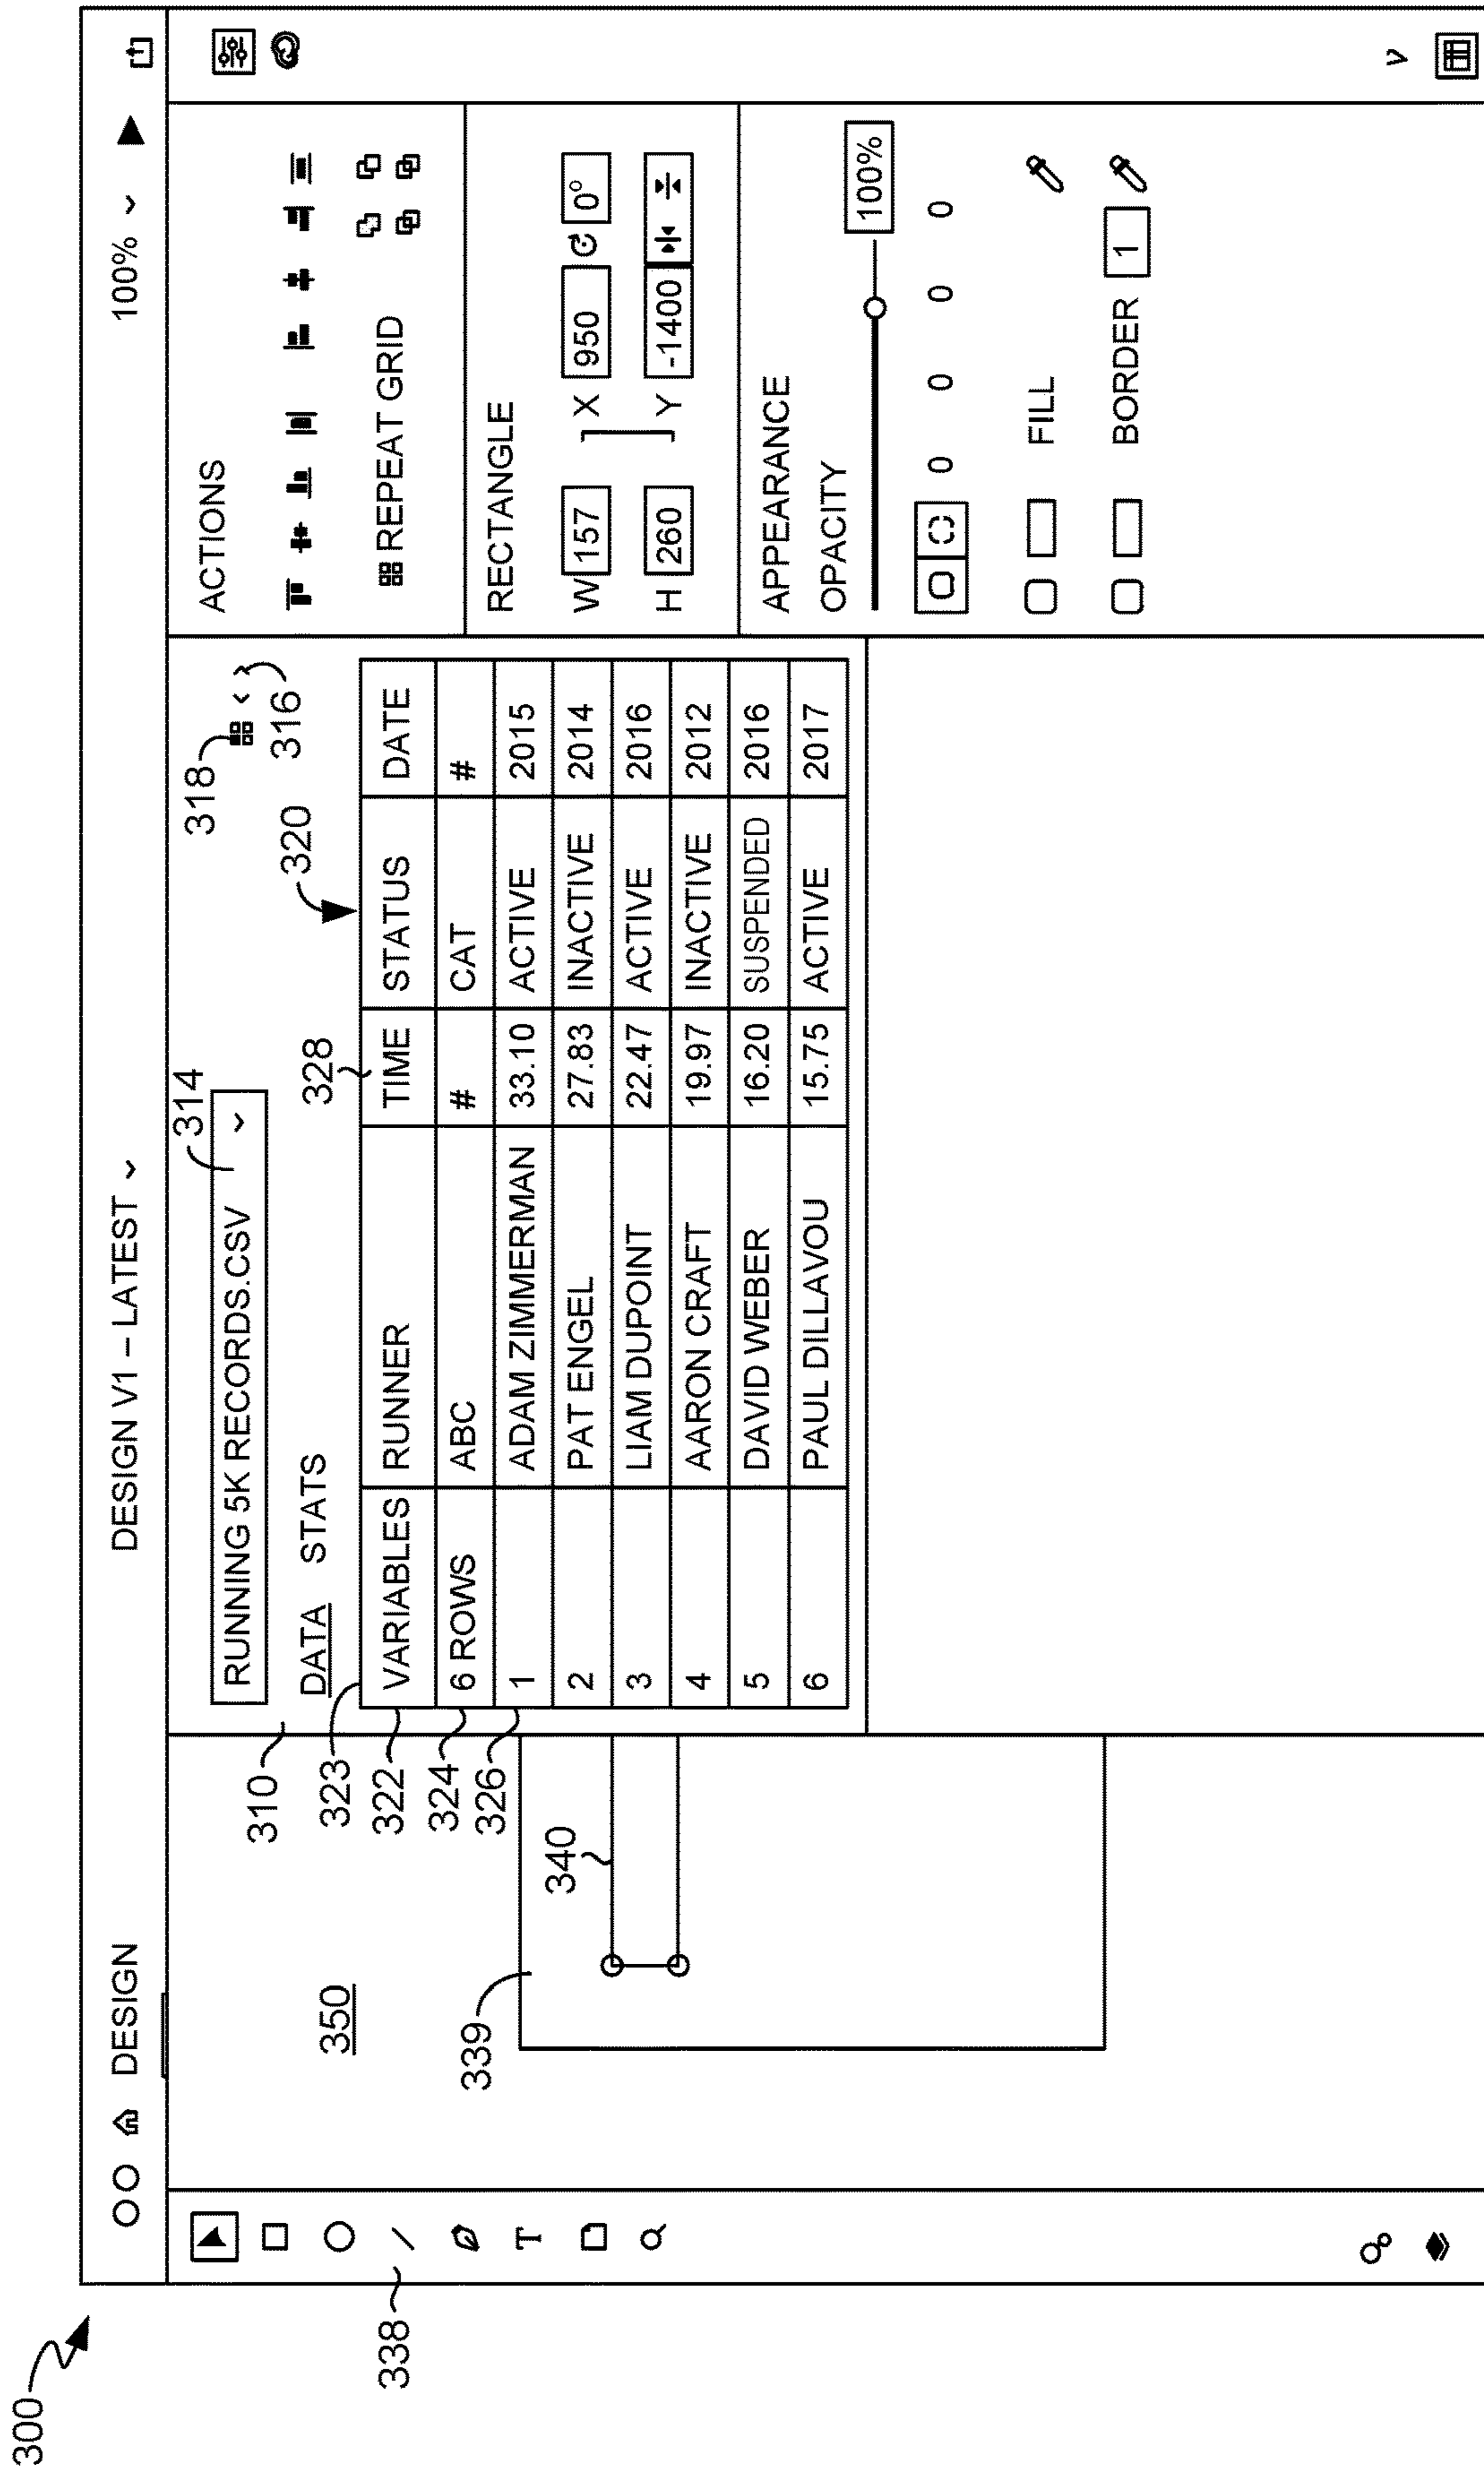 300
DESIGN
DESIGN V1 – LATEST
100%
338
350
339
340
310
RUNNING 5K RECORDS.CSV
314
318
316
DATA STATS
320
323
322
324
326
328
VARIABLES RUNNER TIME STATUS DATE
6 ROWS ABC # CAT #
1 ADAM ZIMMERMAN 33.10 ACTIVE 2015
2 PAT ENGEL 27.83 INACTIVE 2014
3 LIAM DUPOINT 22.47 ACTIVE 2016
4 AARON CRAFT 19.97 INACTIVE 2012
5 DAVID WEBER 16.20 SUSPENDED 2016
6 PAUL DILLAVOU 15.75 ACTIVE 2017
ACTIONS
REPEAT GRID
RECTANGLE
W 157 X 950 0°
H 260 Y -1400
APPEARANCE
OPACITY
100%
0 0 0 0
FILL
BORDER 1